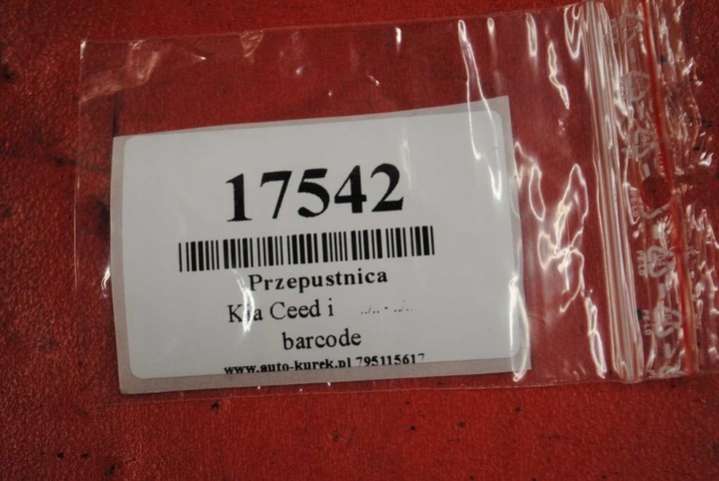 17542
Przepustnica
Kia Ceed i
barcode
www.auto-kurek.pl 795115617